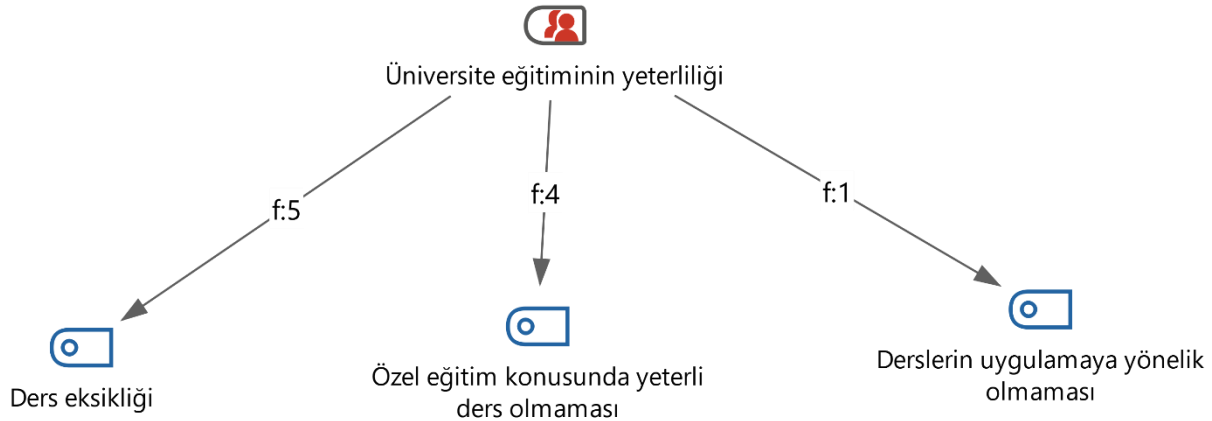 Üniversite eğitiminin yeterliliği
f:5
f:4
f:1
Ders eksikliği
Özel eğitim konusunda yeterli
ders olmaması
Derslerin uygulamaya yönelik
olmaması